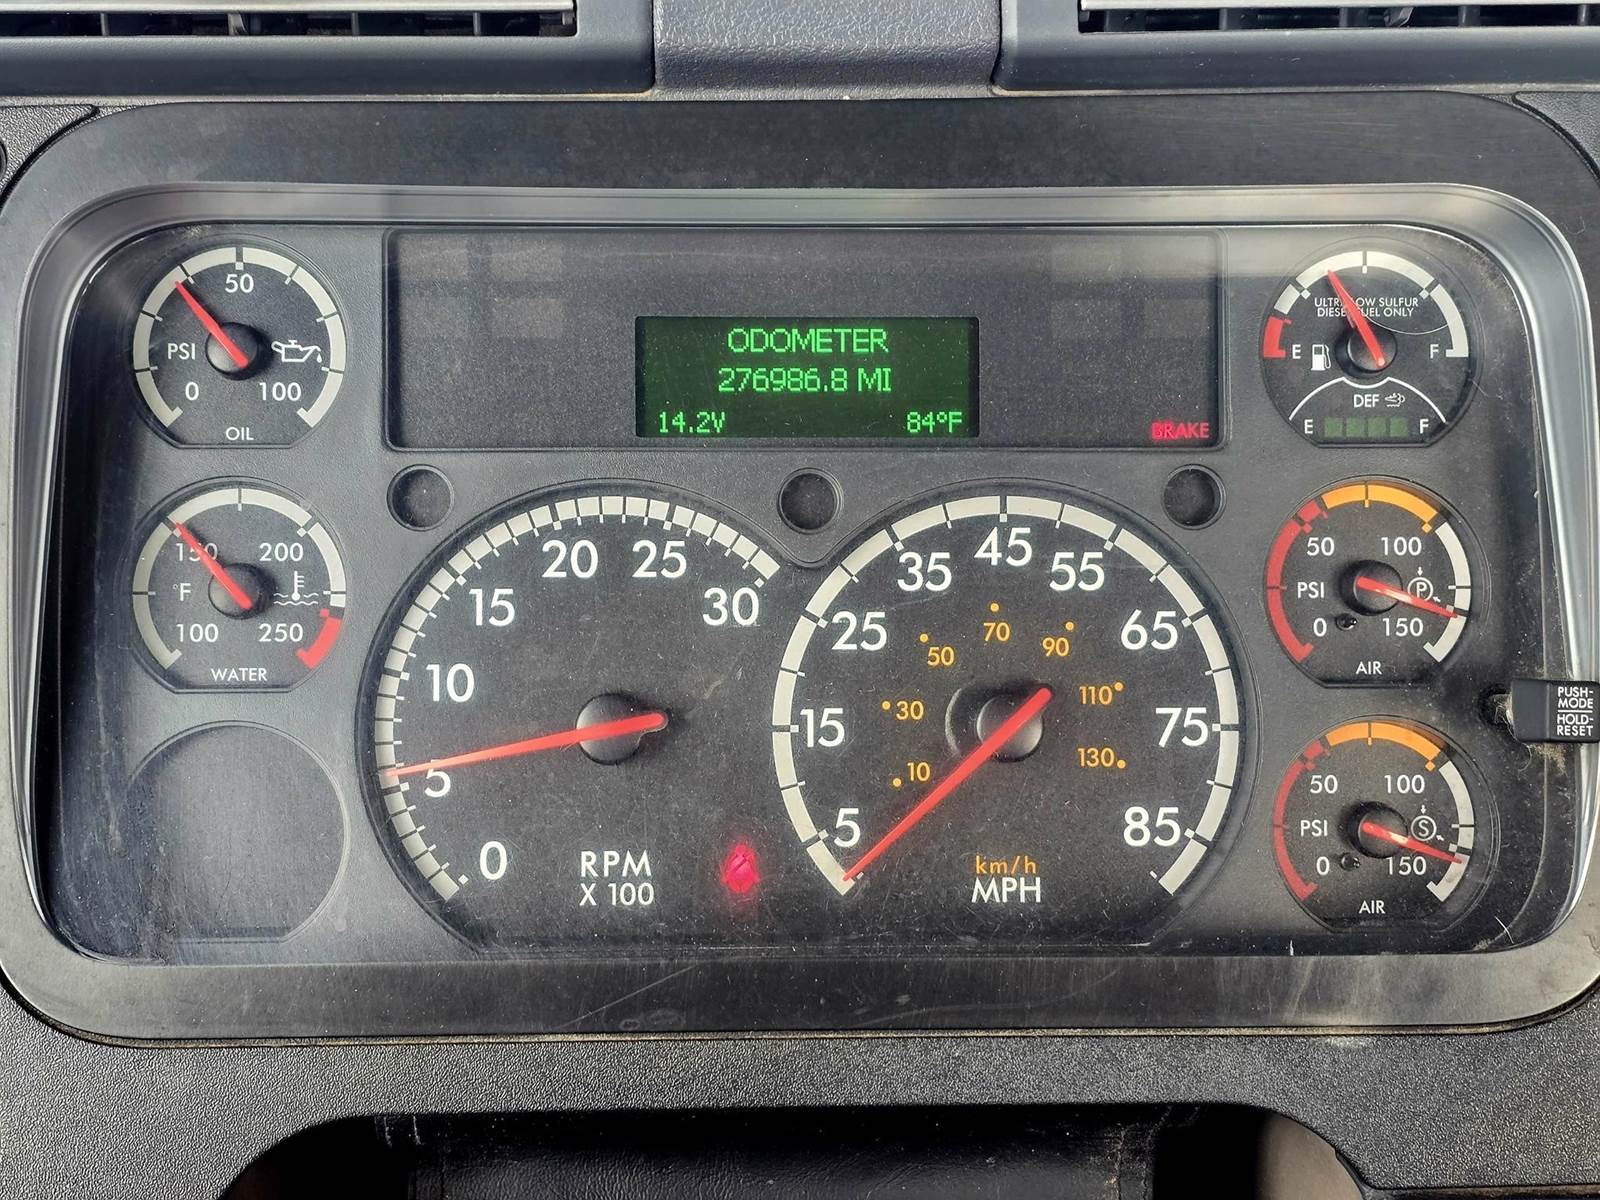 50
PSI
0 100
OIL
ODOMETER
276986.8 MI
14.2V 84°F
BRAKE
ULTRA LOW SULFUR
DIESEL FUEL ONLY
E F
DEF
E F
150 200
°F
100 250
WATER
0 5 10 15 20 25 30
RPM
X 100
5 15 25 35 45 55 65 75 85
10 30 50 70 90 110 130
km/h
MPH
50 100
PSI P
0 150
AIR
PUSH-
MODE
HOLD-
RESET
50 100
PSI S
0 150
AIR